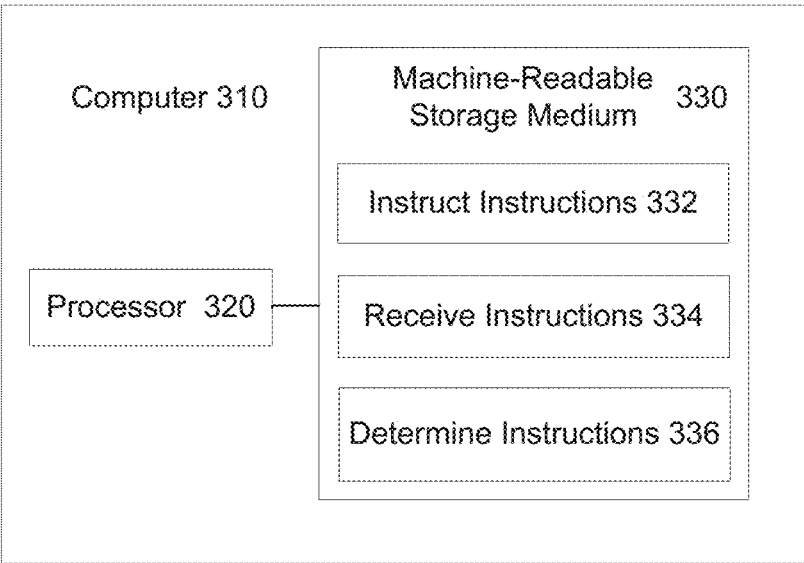 Computer 310
Machine-Readable
Storage Medium 330
Instruct Instructions 332
Processor 320
Receive Instructions 334
Determine Instructions 336